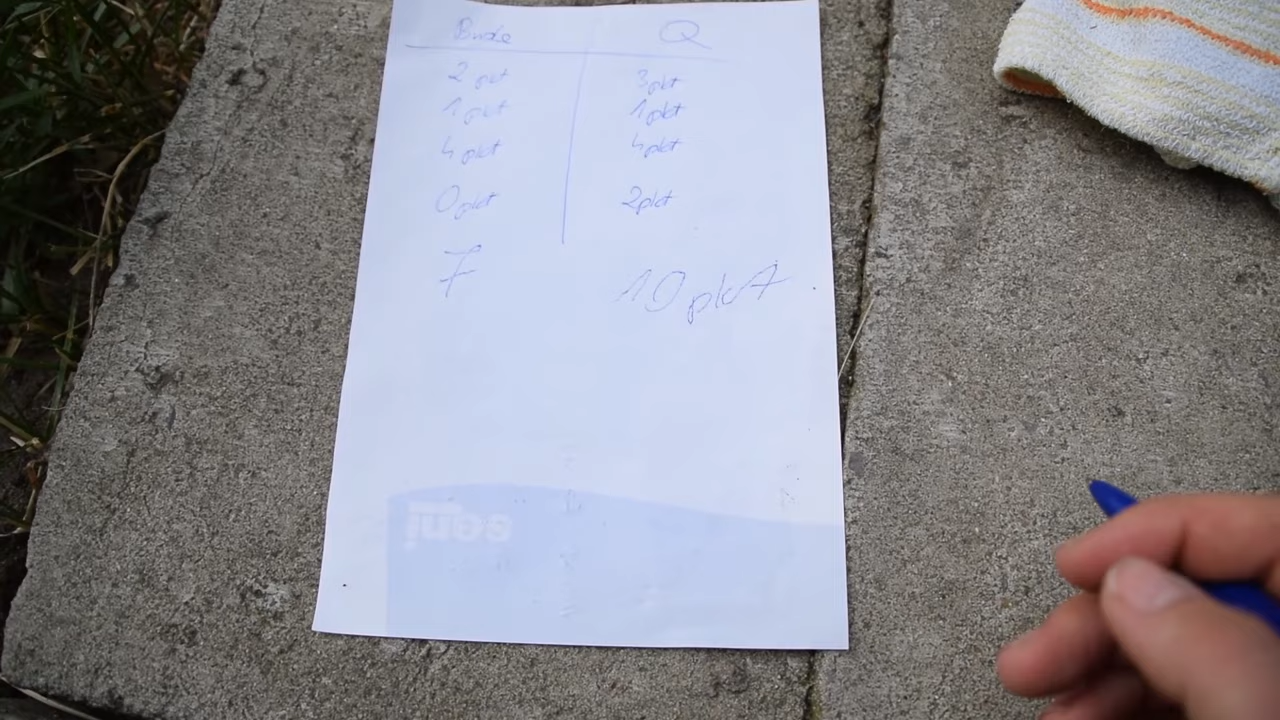 Q
2 pkt 3 pkt
1 pkt 1 pkt
4 pkt 4 pkt
0 pkt 2 pkt
7 10 pkt
seni